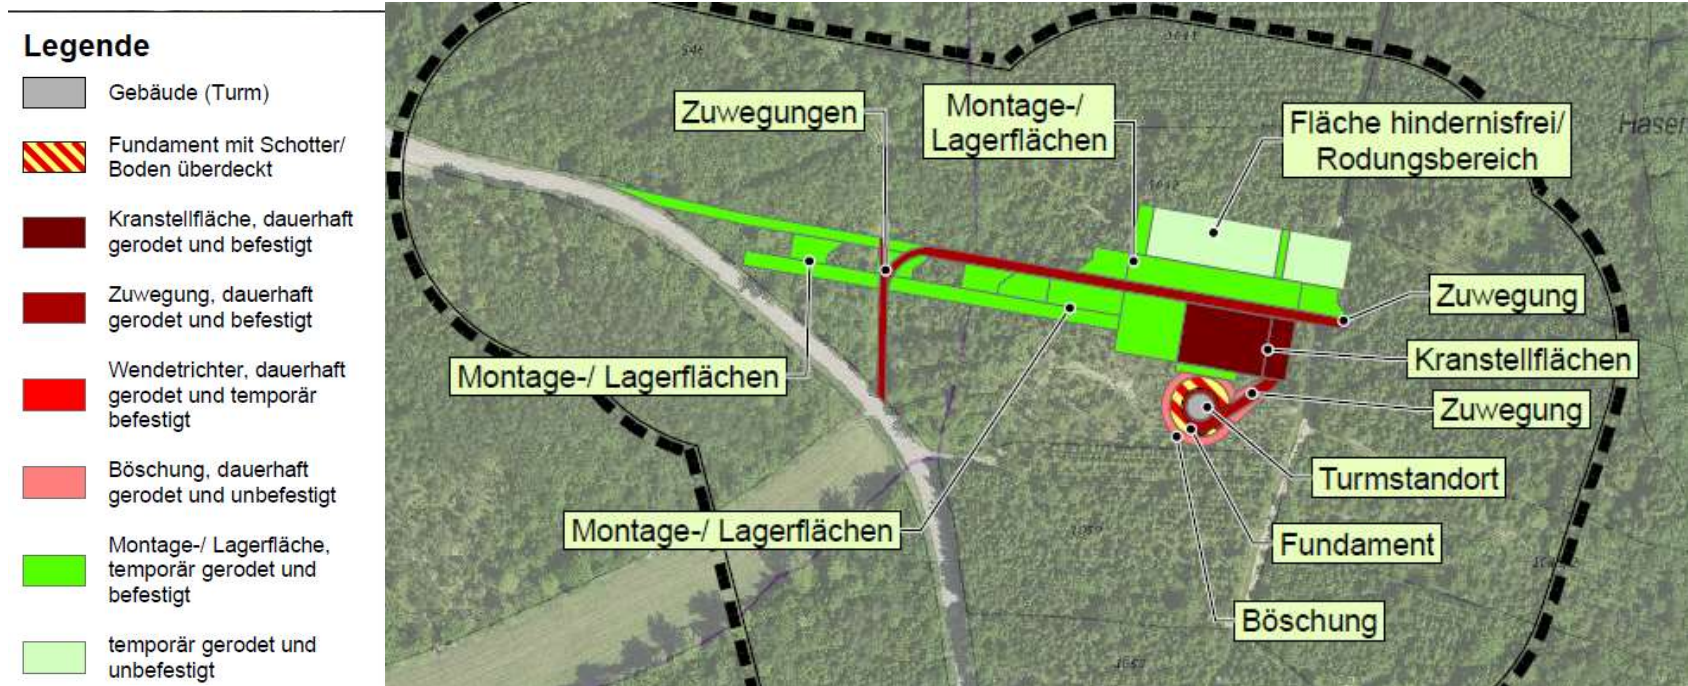 Legende
Gebäude (Turm)
Fundament mit Schotter/
Boden überdeckt
Kranstellfläche, dauerhaft
gerodet und befestigt
Zuwegung, dauerhaft
gerodet und befestigt
Wendetrichter, dauerhaft
gerodet und temporär
befestigt
Böschung, dauerhaft
gerodet und unbefestigt
Montage-/ Lagerfläche,
temporär gerodet und
befestigt
temporär gerodet und
unbefestigt
Zuwegungen
Montage-/
Lagerflächen
Fläche hindernisfrei/
Rodungsbereich
Hasen
Zuwegung
Kranstellflächen
Zuwegung
Montage-/ Lagerflächen
Turmstandort
Montage-/ Lagerflächen
Fundament
Böschung